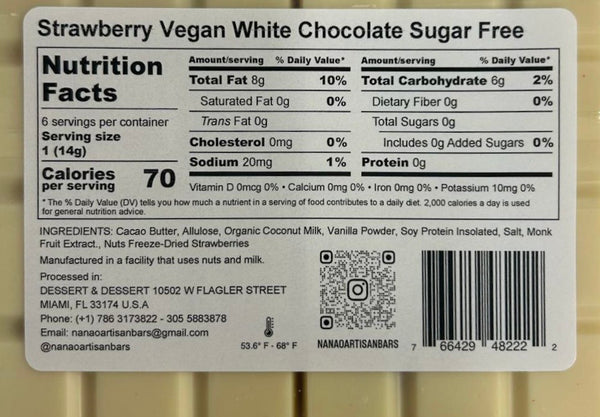 Strawberry Vegan White Chocolate Sugar Free
Nutrition
Facts
6 servings per container
Serving size
1 (14g)
Calories
per serving 70
Amount/serving % Daily Value*
Total Fat 8g 10%
Saturated Fat 0g 0%
Trans Fat 0g
Cholesterol 0mg 0%
Sodium 20mg 1%
Amount/serving % Daily Value*
Total Carbohydrate 6g 2%
Dietary Fiber 0g 0%
Total Sugars 0g
Includes 0g Added Sugars 0%
Protein 0g
Vitamin D 0mcg 0% • Calcium 0mg 0% • Iron 0mg 0% • Potassium 10mg 0%
* The % Daily Value (DV) tells you how much a nutrient in a serving of food contributes to a daily diet. 2,000 calories a day is used
for general nutrition advice.
INGREDIENTS: Cacao Butter, Allulose, Organic Coconut Milk, Vanilla Powder, Soy Protein Insolated, Salt, Monk
Fruit Extract., Nuts Freeze-Dried Strawberries
Manufactured in a facility that uses nuts and milk.
Processed in:
DESSERT & DESSERT 10502 W FLAGLER STREET
MIAMI, FL 33174 U.S.A
Phone: (+1) 786 3173822 - 305 5883878
Email: nanaoartisanbars@gmail.com
@nanaoartisanbars
53.6° F - 68° F
NANAOARTISANBARS
7 66429 48222 2